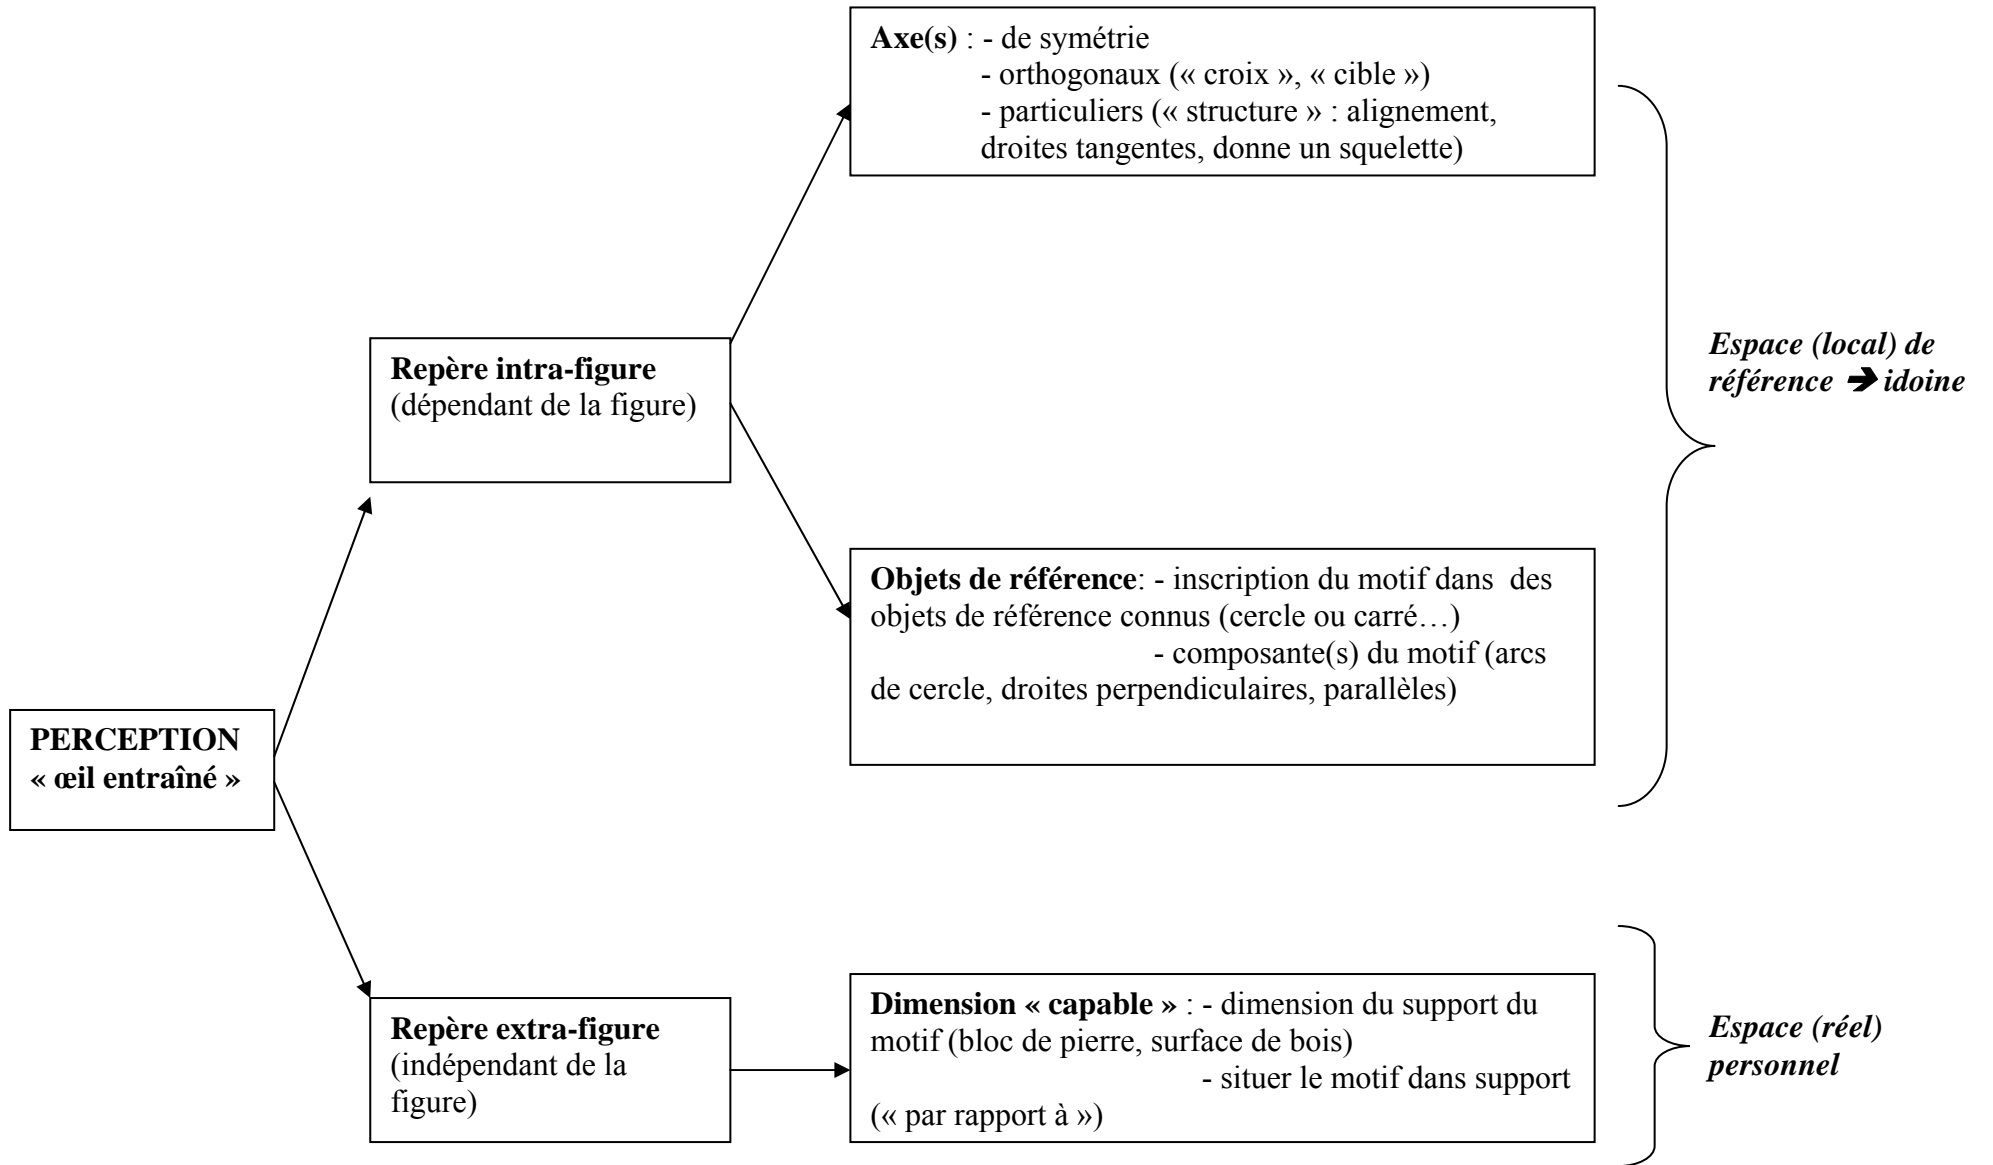 Axe(s) : - de symétrie
- orthogonaux (« croix », « cible »)
- particuliers (« structure » : alignement,
droites tangentes, donne un squelette)
Repère intra-figure
(dépendant de la figure)
Espace (local) de
référence ➔ idoine
Objets de référence: - inscription du motif dans des
objets de référence connus (cercle ou carré…)
- composante(s) du motif (arcs
de cercle, droites perpendiculaires, parallèles)
PERCEPTION
« œil entraîné »
Repère extra-figure
(indépendant de la
figure)
Dimension « capable » : - dimension du support du
motif (bloc de pierre, surface de bois)
- situer le motif dans support
(« par rapport à »)
Espace (réel)
personnel